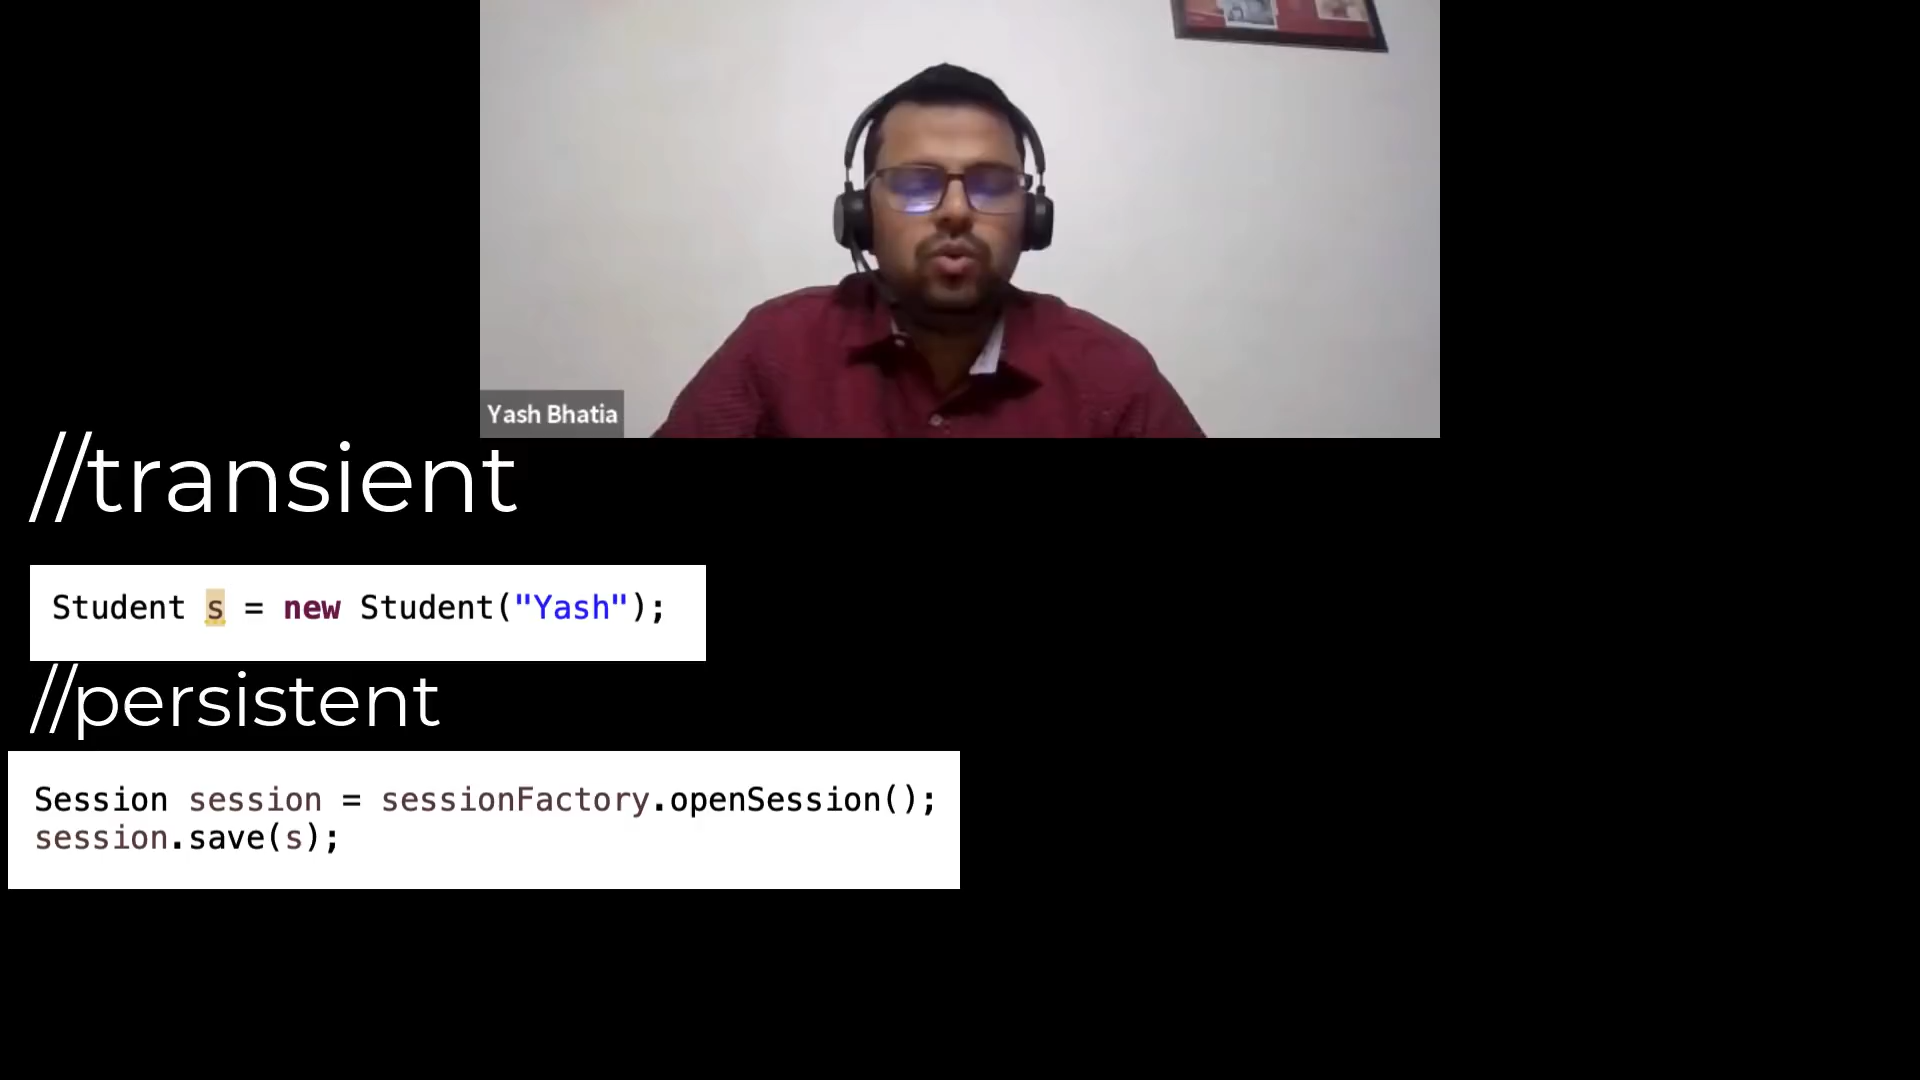 Yash Bhatia
//transient
Student s = new Student("Yash");
//persistent
Session session = sessionFactory.openSession();
session.save(s);